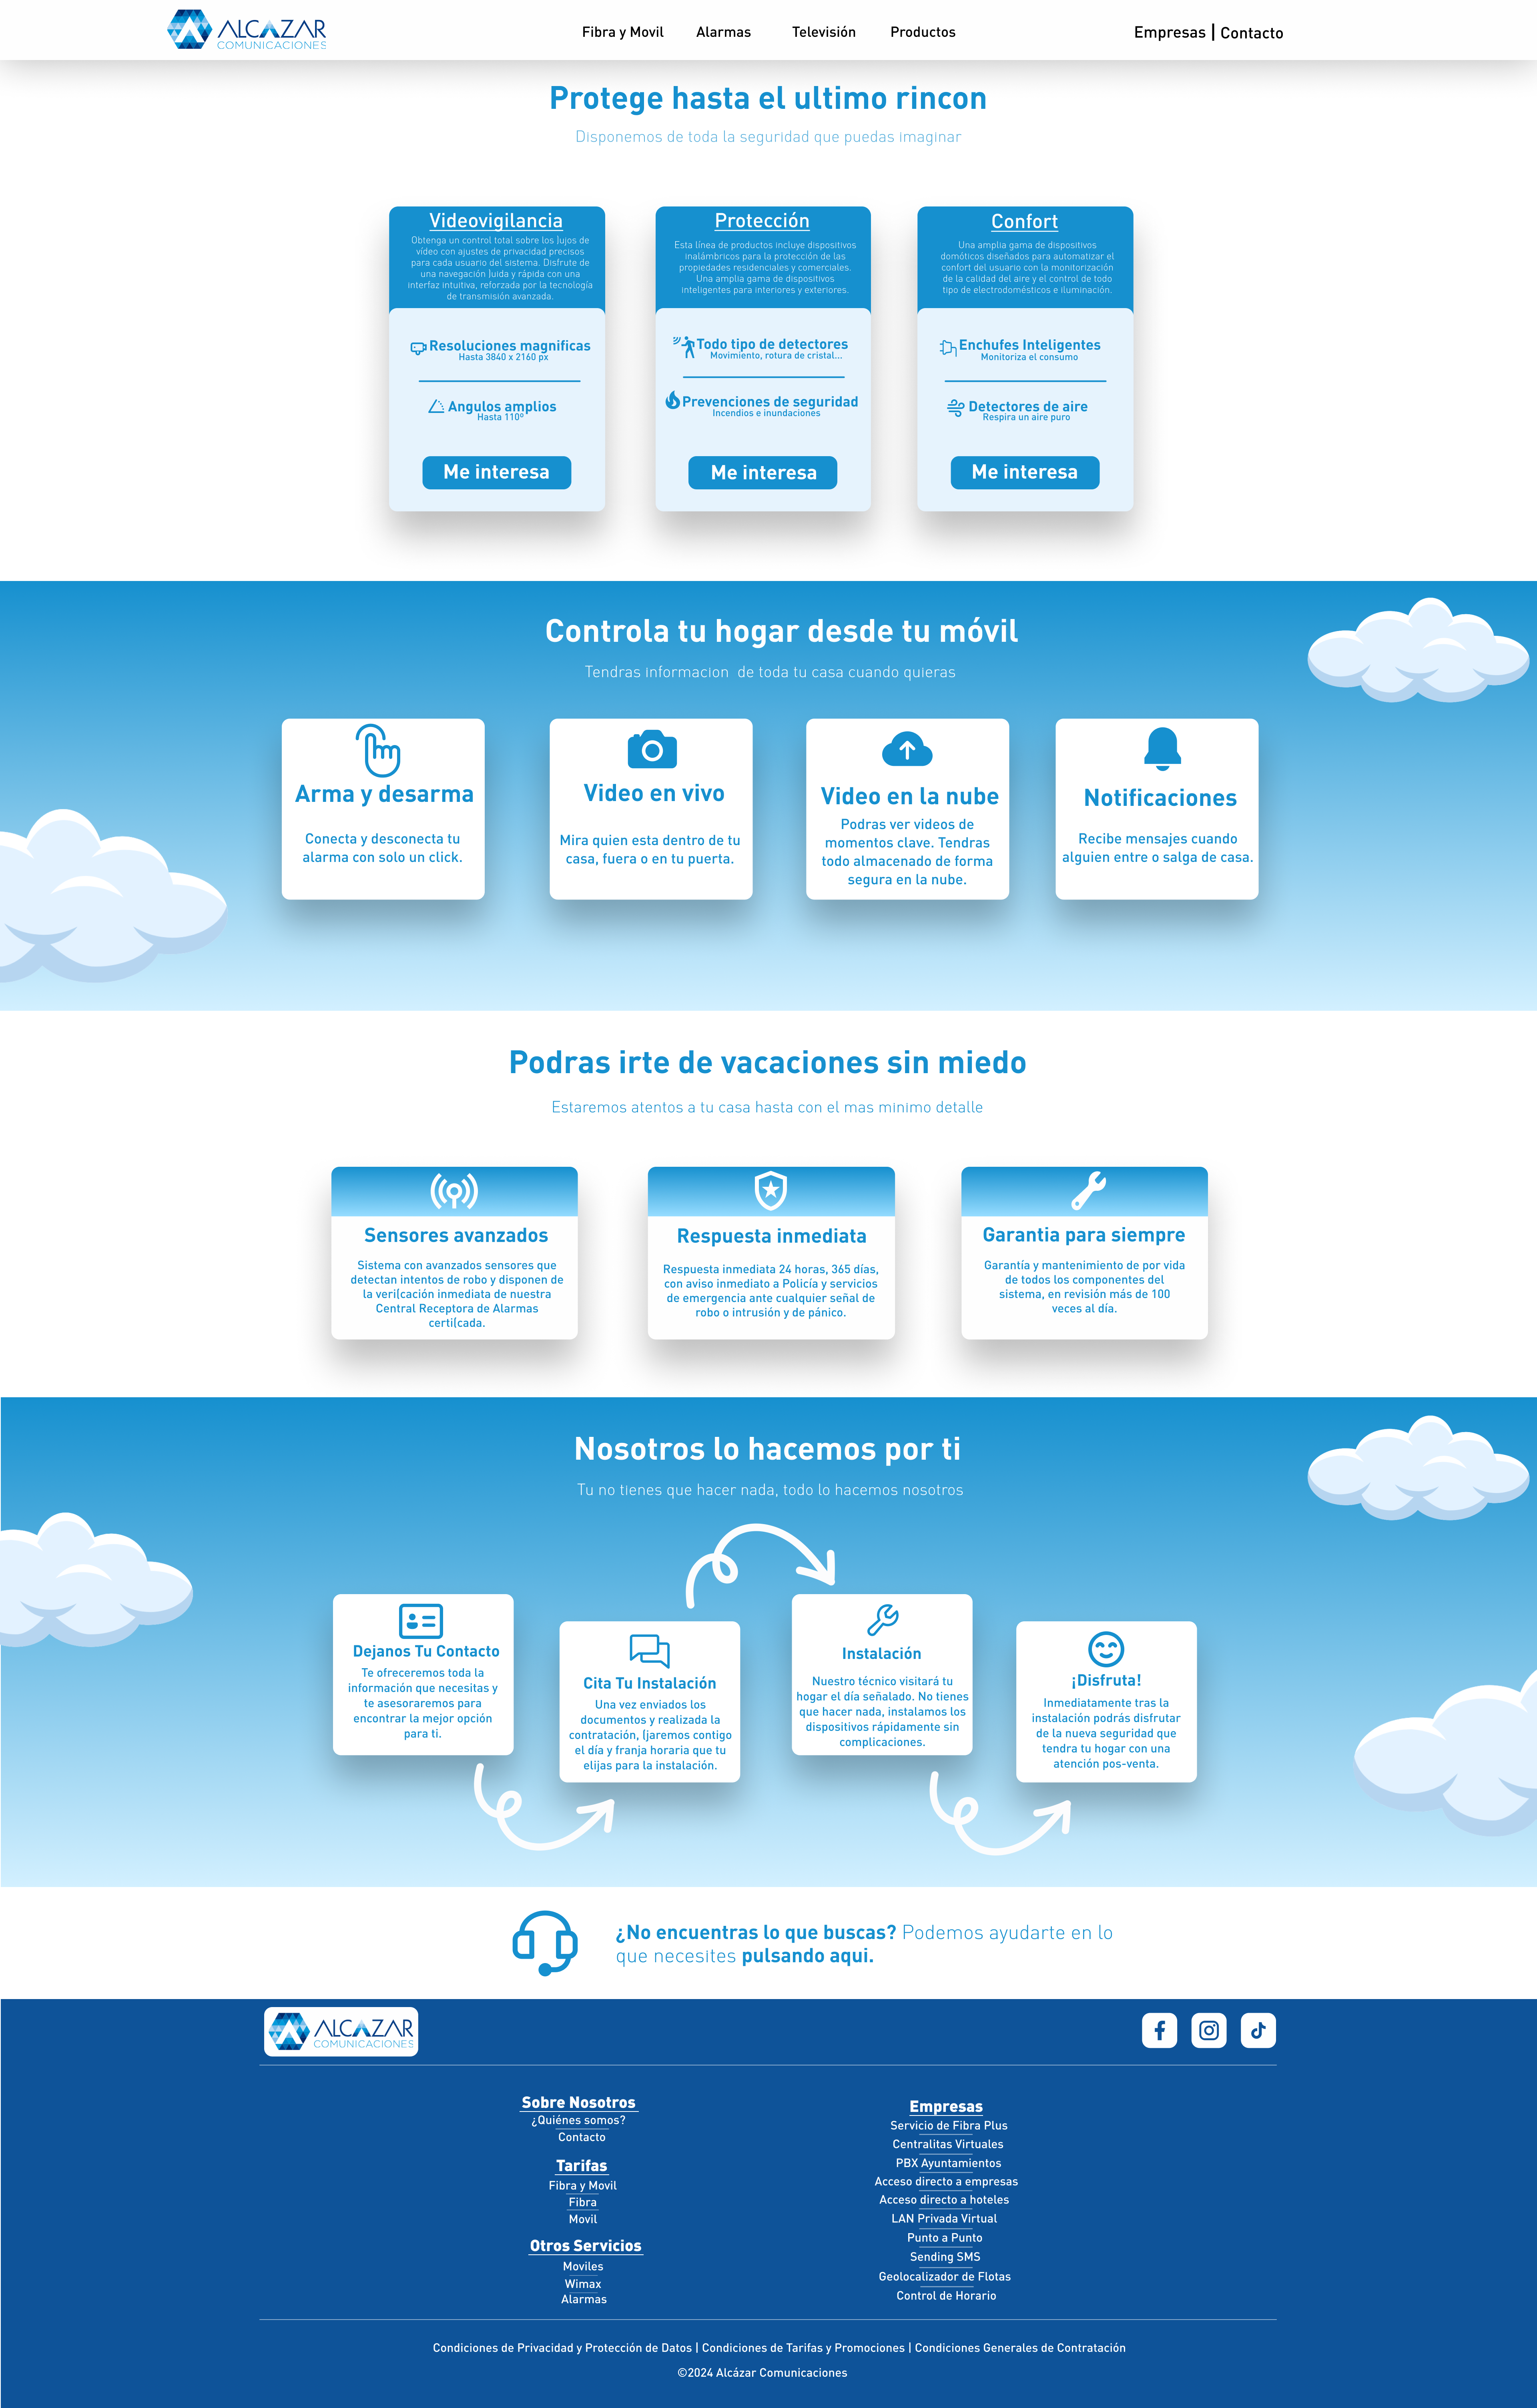 ALCAZAR
COMUNICACIONES
Fibra y Movil
Alarmas
Televisión
Productos
Empresas | Contacto
Protege hasta el ultimo rincon
Disponemos de toda la seguridad que puedas imaginar
Videovigilancia
Obtenga un control total sobre los ]ujos de
vídeo con ajustes de privacidad precisos
para cada usuario del sistema. Disfrute de
una navegación ]uida y rápida con una
interfaz intuitiva, reforzada por la tecnología
de transmisión avanzada.
Resoluciones magnificas
Hasta 3840 x 2160 px
Angulos amplios
Hasta 110º
Me interesa
Protección
Esta línea de productos incluye dispositivos
inalámbricos para la protección de las
propiedades residenciales y comerciales.
Una amplia gama de dispositivos
inteligentes para interiores y exteriores.
Todo tipo de detectores
Movimiento, rotura de cristal...
Prevenciones de seguridad
Incendios e inundaciones
Me interesa
Confort
Una amplia gama de dispositivos
domóticos diseñados para automatizar el
confort del usuario con la monitorización
de la calidad del aire y el control de todo
tipo de electrodomésticos e iluminación.
Enchufes Inteligentes
Monitoriza el consumo
Detectores de aire
Respira un aire puro
Me interesa
Controla tu hogar desde tu móvil
Tendras informacion  de toda tu casa cuando quieras
Arma y desarma
Conecta y desconecta tu
alarma con solo un click.
Video en vivo
Mira quien esta dentro de tu
casa, fuera o en tu puerta.
Video en la nube
Podras ver videos de
momentos clave. Tendras
todo almacenado de forma
segura en la nube.
Notificaciones
Recibe mensajes cuando
alguien entre o salga de casa.
Podras irte de vacaciones sin miedo
Estaremos atentos a tu casa hasta con el mas minimo detalle
Sensores avanzados
Sistema con avanzados sensores que
detectan intentos de robo y disponen de
la veri[cación inmediata de nuestra
Central Receptora de Alarmas
certi[cada.
Respuesta inmediata
Respuesta inmediata 24 horas, 365 días,
con aviso inmediato a Policía y servicios
de emergencia ante cualquier señal de
robo o intrusión y de pánico.
Garantia para siempre
Garantía y mantenimiento de por vida
de todos los componentes del
sistema, en revisión más de 100
veces al día.
Nosotros lo hacemos por ti
Tu no tienes que hacer nada, todo lo hacemos nosotros
Dejanos Tu Contacto
Te ofreceremos toda la
información que necesitas y
te asesoraremos para
encontrar la mejor opción
para ti.
Cita Tu Instalación
Una vez enviados los
documentos y realizada la
contratación, [jaremos contigo
el día y franja horaria que tu
elijas para la instalación.
Instalación
Nuestro técnico visitará tu
hogar el día señalado. No tienes
que hacer nada, instalamos los
dispositivos rápidamente sin
complicaciones.
¡Disfruta!
Inmediatamente tras la
instalación podrás disfrutar
de la nueva seguridad que
tendra tu hogar con una
atención pos-venta.
¿No encuentras lo que buscas? Podemos ayudarte en lo
que necesites pulsando aqui.
ALCAZAR
COMUNICACIONES
Sobre Nosotros
¿Quiénes somos?
Contacto
Tarifas
Fibra y Movil
Fibra
Movil
Otros Servicios
Moviles
Wimax
Alarmas
Empresas
Servicio de Fibra Plus
Centralitas Virtuales
PBX Ayuntamientos
Acceso directo a empresas
Acceso directo a hoteles
LAN Privada Virtual
Punto a Punto
Sending SMS
Geolocalizador de Flotas
Control de Horario
Condiciones de Privacidad y Protección de Datos | Condiciones de Tarifas y Promociones | Condiciones Generales de Contratación
©2024 Alcázar Comunicaciones